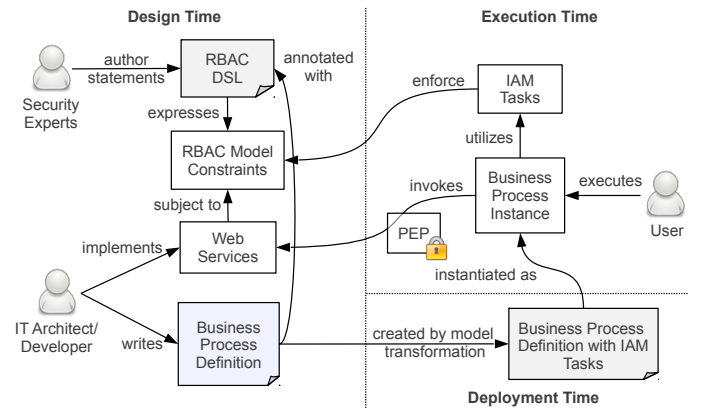 Design Time
Execution Time
author
statements
RBAC
DSL
annotated
with
Security
Experts
expresses
RBAC Model
Constraints
enforce
IAM
Tasks
utilizes
subject to
invokes
Business
Process
Instance
executes
User
implements
Web
Services
PEP
instantiated as
IT Architect/
Developer
writes
Business
Process
Definition
created by model
transformation
Business Process
Definition with IAM
Tasks
Deployment Time